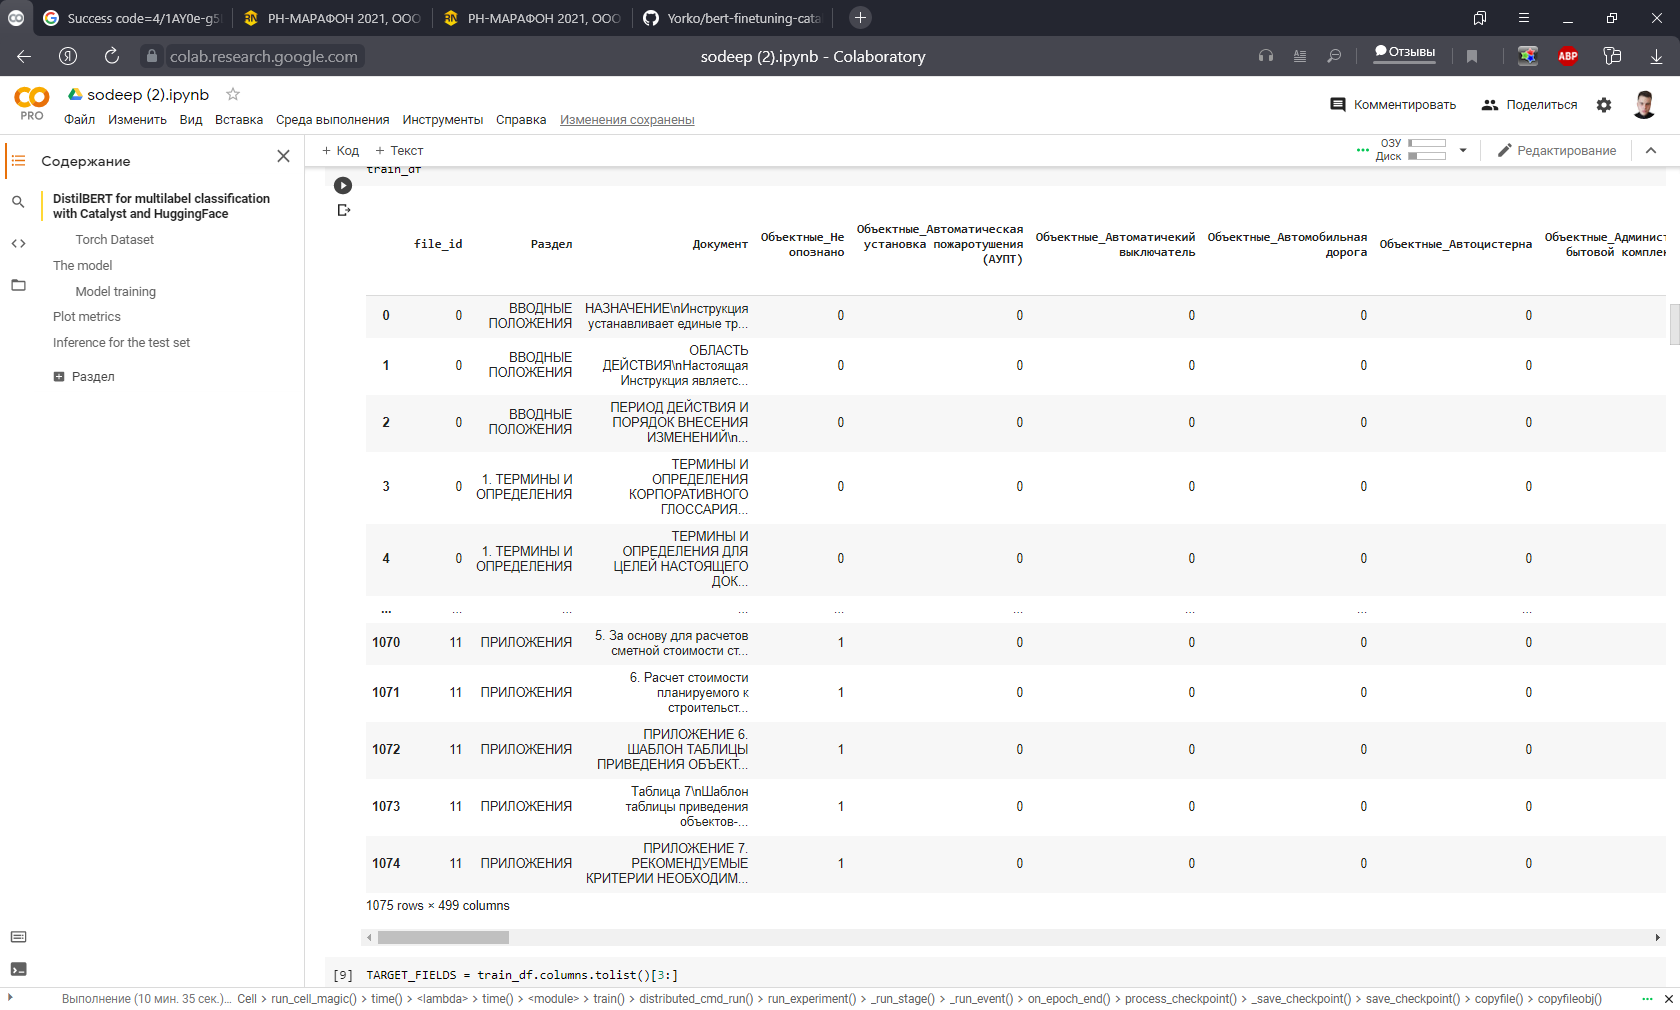 Success code=4/1AY0e-g5
РН-МАРАФОН 2021, ООО
РН-МАРАФОН 2021, ООО
Yorko/bert-finetuning-cata
colab.research.google.com
sodeep (2).ipynb - Colaboratory
Отзывы
ABP
PRO
sodeep (2).ipynb
Файл Изменить Вид Вставка Среда выполнения Инструменты Справка Изменения сохранены
Комментировать
Поделиться
Содержание
+ Код + Текст
ОЗУ
Диск
Редактирование
DistilBERT for multilabel classification
with Catalyst and HuggingFace
Torch Dataset
The model
Model training
Plot metrics
Inference for the test set
Раздел
train_df
file_id Раздел Документ Объектные_Не опознано Объектные_Автоматическая установка пожаротушения (АУПТ) Объектные_Автоматичекий выключатель Объектные_Автомобильная дорога Объектные_Автоцистерна Объектные_Админист бытовой комплен
0 0 ВВОДНЫЕ ПОЛОЖЕНИЯ НАЗНАЧЕНИЕ\nИнструкция устанавливает единые тр... 0 0 0 0 0
1 0 ВВОДНЫЕ ПОЛОЖЕНИЯ ОБЛАСТЬ ДЕЙСТВИЯ\nНастоящая Инструкция являетс... 0 0 0 0 0
2 0 ВВОДНЫЕ ПОЛОЖЕНИЯ ПЕРИОД ДЕЙСТВИЯ И ПОРЯДОК ВНЕСЕНИЯ ИЗМЕНЕНИЙ\n... 0 0 0 0 0
3 0 1. ТЕРМИНЫ И ОПРЕДЕЛЕНИЯ ТЕРМИНЫ И ОПРЕДЕЛЕНИЯ КОРПОРАТИВНОГО ГЛОССАРИЯ... 0 0 0 0 0
4 0 1. ТЕРМИНЫ И ОПРЕДЕЛЕНИЯ ТЕРМИНЫ И ОПРЕДЕЛЕНИЯ ДЛЯ ЦЕЛЕЙ НАСТОЯЩЕГО ДОК... 0 0 0 0 0
... ... ... ... ... ... ... ... ...
1070 11 ПРИЛОЖЕНИЯ 5. За основу для расчетов сметной стоимости ст... 1 0 0 0 0
1071 11 ПРИЛОЖЕНИЯ 6. Расчет стоимости планируемого к строительст... 1 0 0 0 0
1072 11 ПРИЛОЖЕНИЯ ПРИЛОЖЕНИЕ 6. ШАБЛОН ТАБЛИЦЫ ПРИВЕДЕНИЯ ОБЪЕКТ... 1 0 0 0 0
1073 11 ПРИЛОЖЕНИЯ Таблица 7\nШаблон таблицы приведения объектов-... 1 0 0 0 0
1074 11 ПРИЛОЖЕНИЯ ПРИЛОЖЕНИЕ 7. РЕКОМЕНДУЕМЫЕ КРИТЕРИИ НЕОБХОДИМ... 1 0 0 0 0
1075 rows × 499 columns
[9] TARGET_FIELDS = train_df.columns.tolist()[3:]
Выполнение (10 мин. 35 сек.)... Cell > run_cell_magic() > time() > <lambda> > time() > <module> > train() > distributed_cmd_run() > run_experiment() > _run_stage() > _run_event() > on_epoch_end() > process_checkpoint() > _save_checkpoint() > save_checkpoint() > copyfile() > copyfileobj()